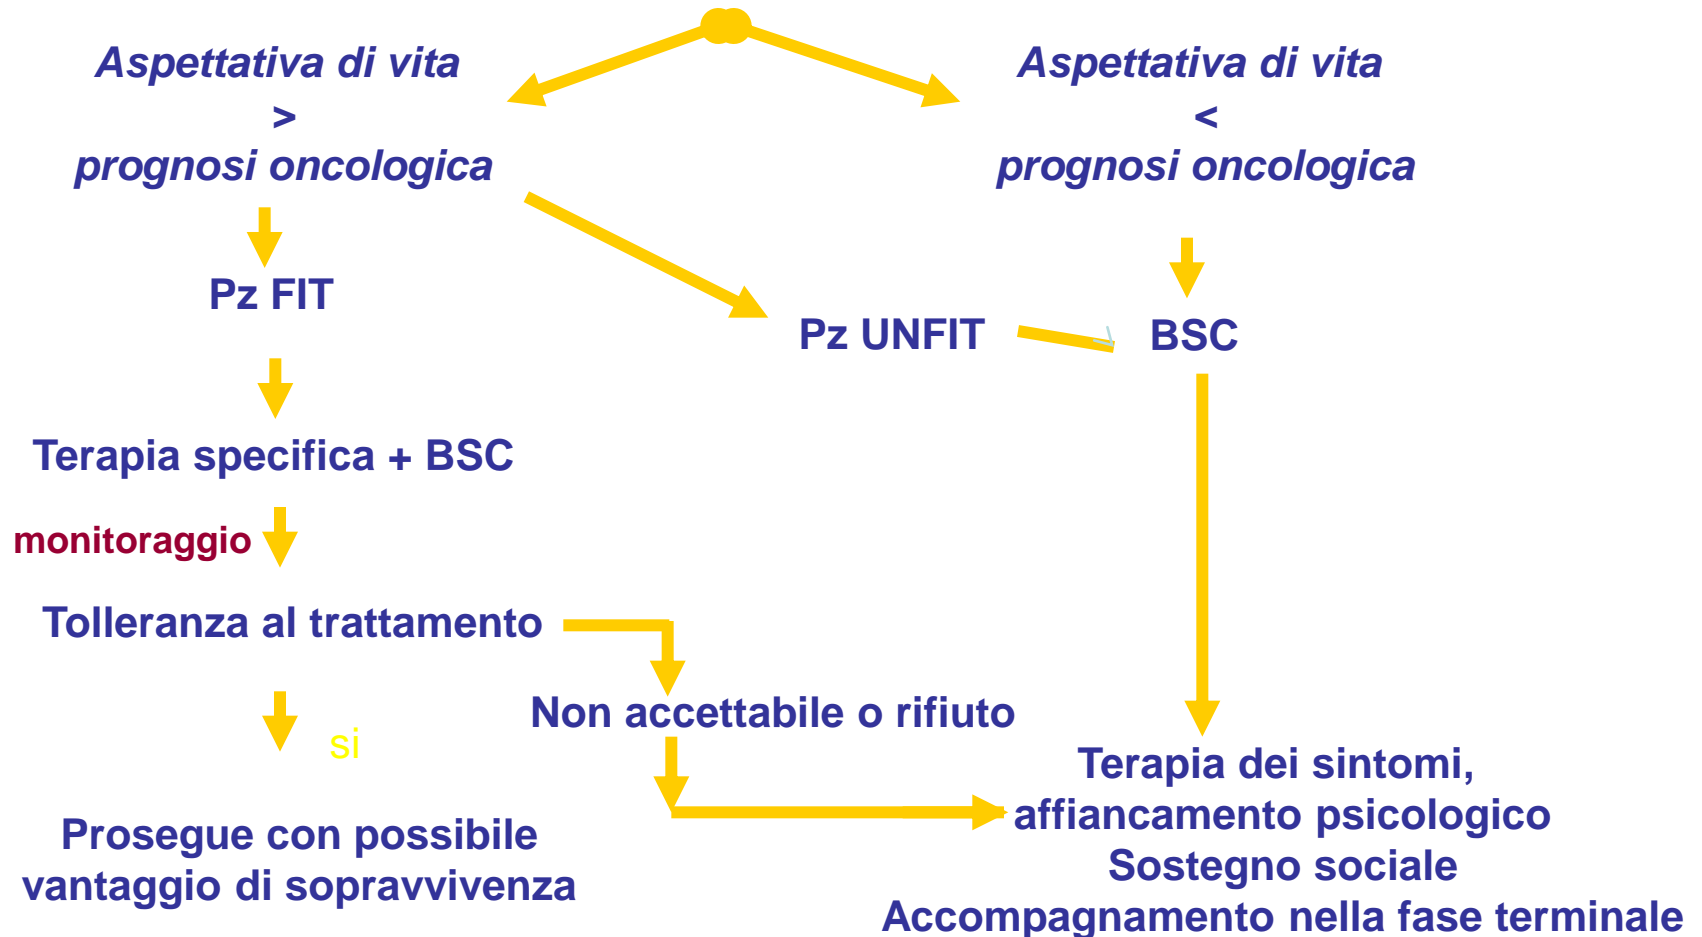 Aspettativa di vita
>
prognosi oncologica
Aspettativa di vita
<
prognosi oncologica
Pz FIT
Pz UNFIT
BSC
Terapia specifica + BSC
monitoraggio
Tolleranza al trattamento
Non accettabile o rifiuto
si
Prosegue con possibile
vantaggio di sopravvivenza
Terapia dei sintomi,
affiancamento psicologico
Sostegno sociale
Accompagnamento nella fase terminale